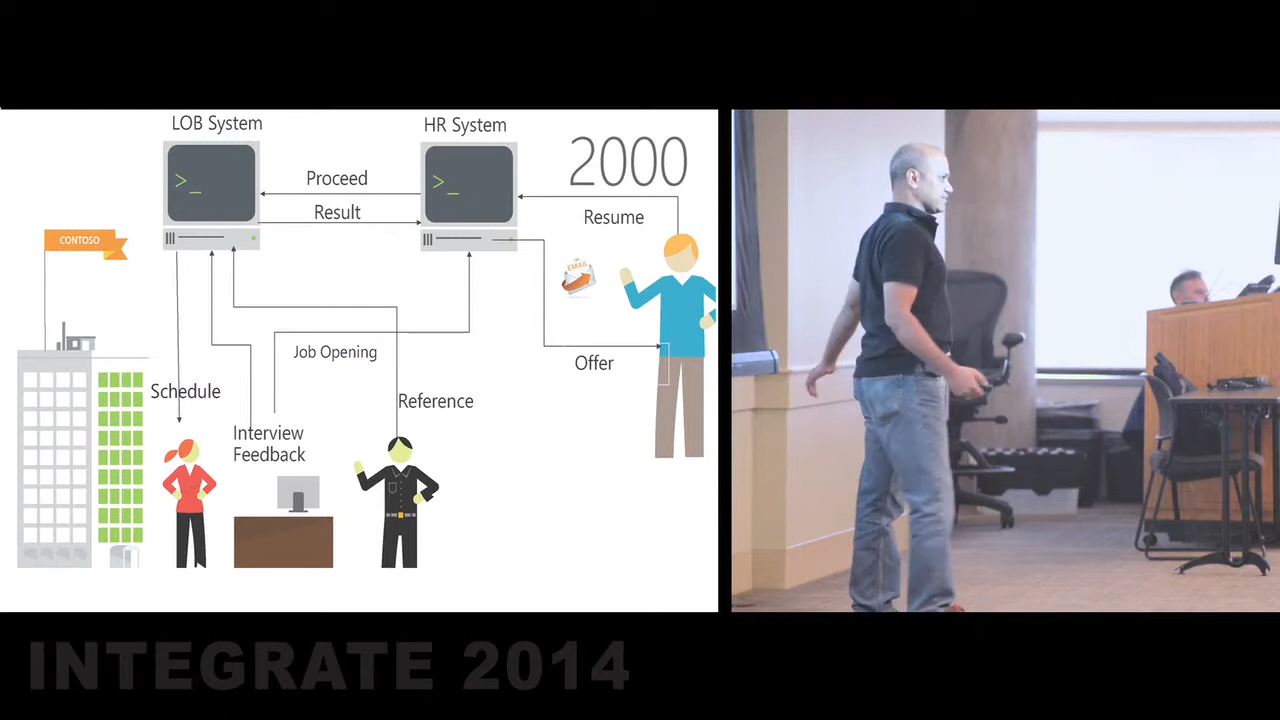 LOB System
HR System
2000
>_
>_
Proceed
Result
Resume
CONTOSO
EMAIL
Job Opening
Offer
Schedule
Reference
Interview
Feedback
INTEGRATE 2014